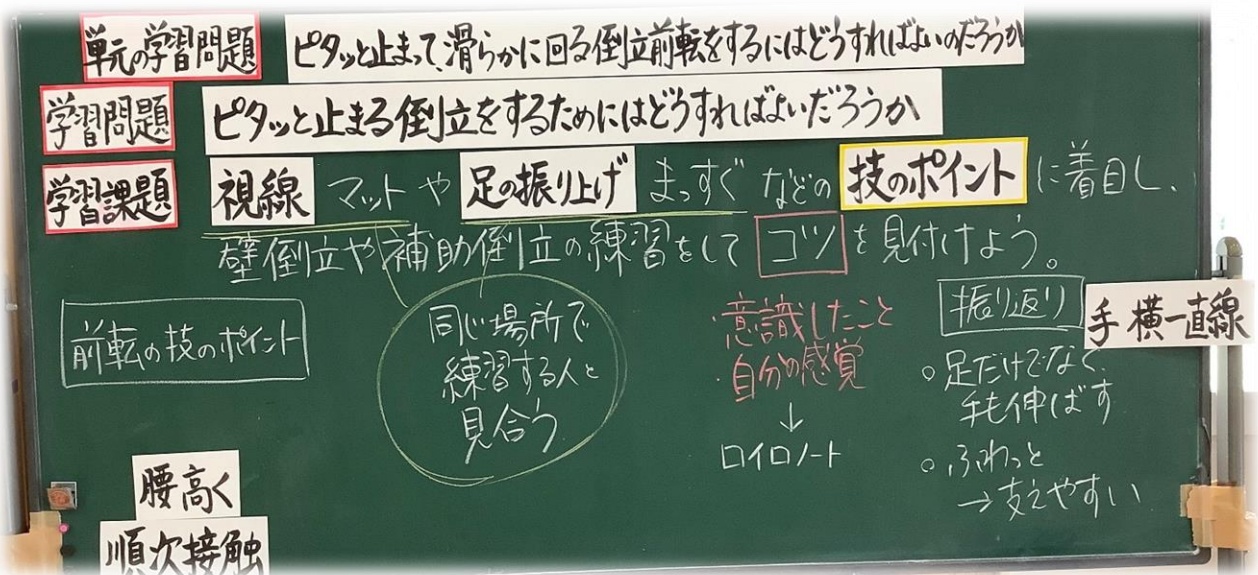 単元の学習問題 ピタッと止まって、滑らかに回る倒立前転をするにはどうすればよいのだろうか
学習問題 ピタッと止まる倒立をするためにはどうすればよいだろうか
学習課題 視線 マットや 足の振り上げ まっすぐ などの 技のポイント に着目し、
壁倒立や補助倒立の練習をして コツ を見付けよう。
前転の技のポイント
腰高く
順次接触
同じ場所で
練習する人と
見合う
・意識したこと
・自分の感覚
↓
ロイロノート
振り返り
手 横一直線
○足だけでなく、
手も伸ばす
○ふわっと
→支えやすい